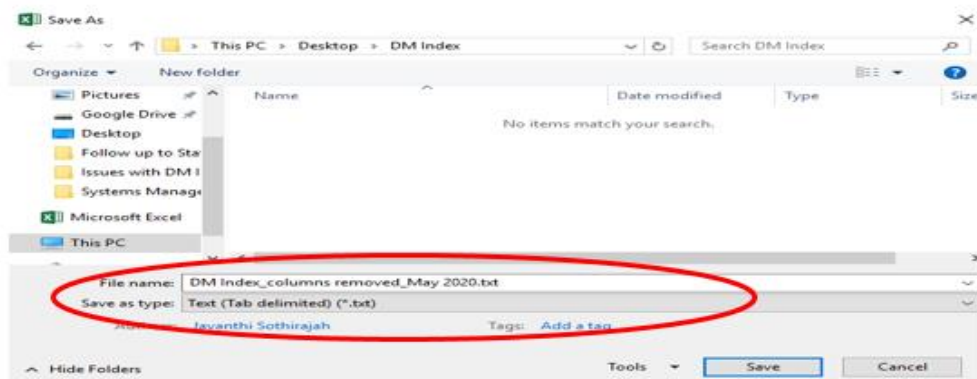 Save As
This PC > Desktop > DM Index
Search DM Index
Organize
New folder
Pictures
Name
Date modified
Type
Size
Google Drive
No items match your search.
Desktop
Follow up to Sta
Issues with DM I
Systems Manage
Microsoft Excel
This PC
File name: DM Index_columns removed_May 2020.txt
Save as type: Text (Tab delimited) (*.txt)
Jayanthi Sothirajah
Tags: Add a tag
Hide Folders
Tools
Save
Cancel